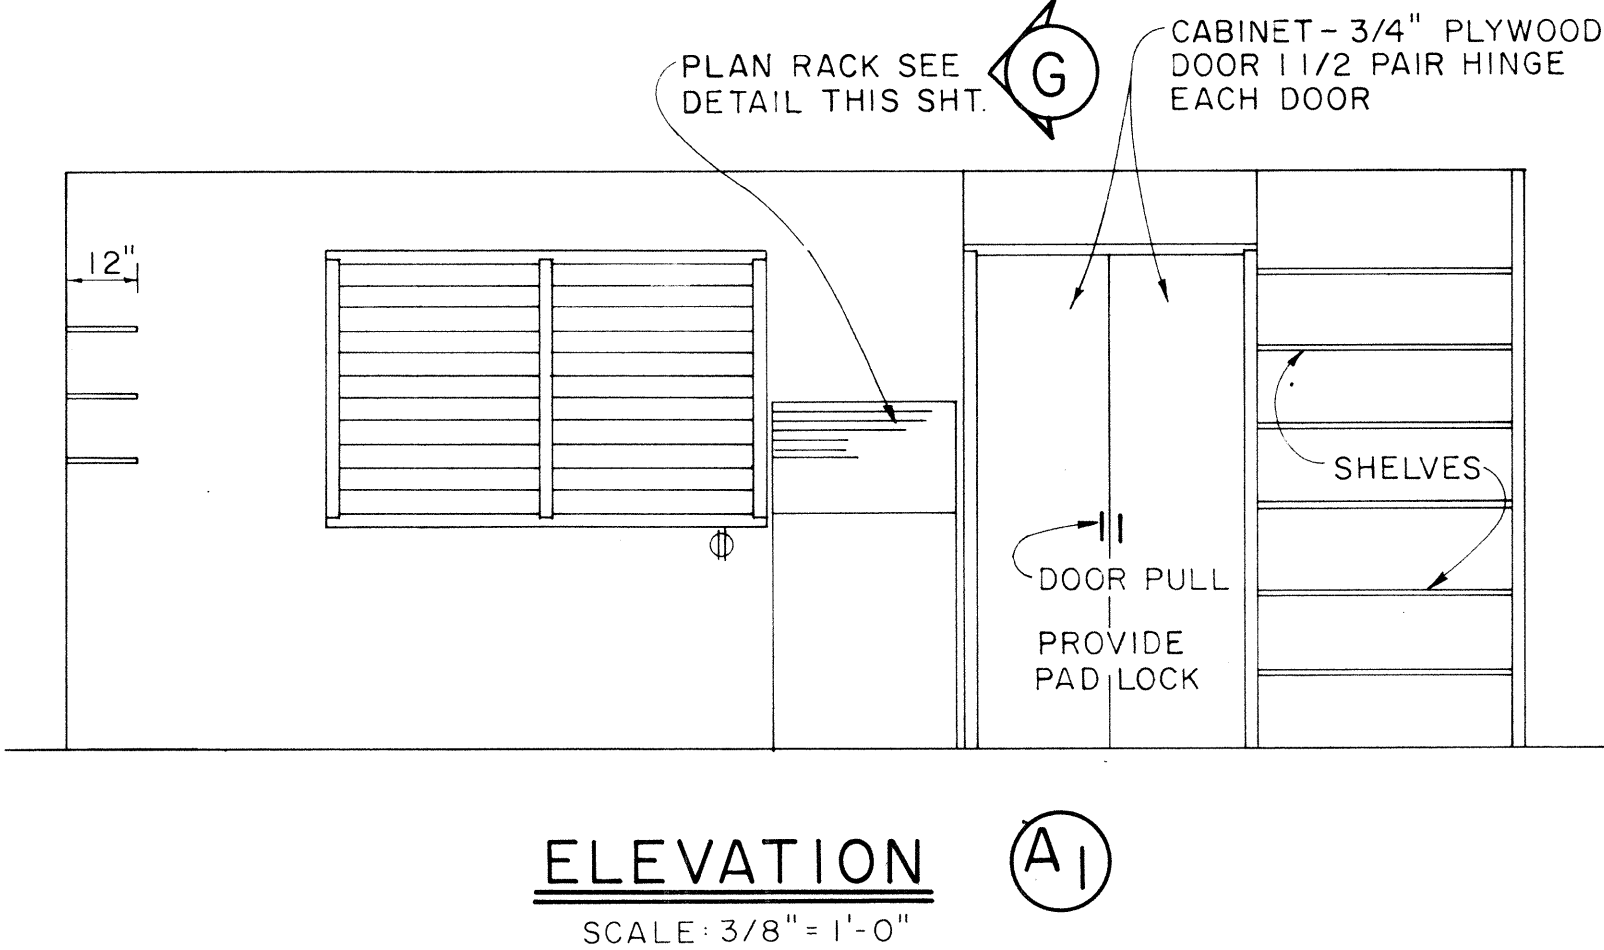 PLAN RACK SEE
DETAIL THIS SHT.
G
CABINET - 3/4" PLYWOOD
DOOR 1 1/2 PAIR HINGE
EACH DOOR
12"
SHELVES
DOOR PULL
PROVIDE
PAD LOCK
ELEVATION
A 1
SCALE: 3/8" = 1'-0"